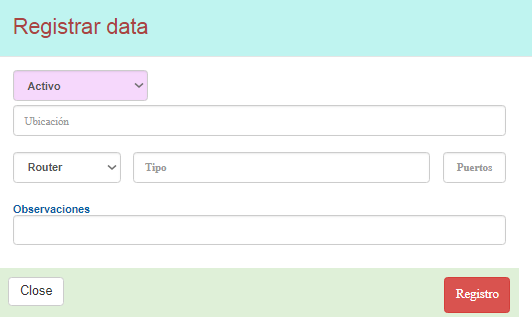 Registrar data
Activo
Ubicación
Router Tipo Puertos
Observaciones
Close Registro